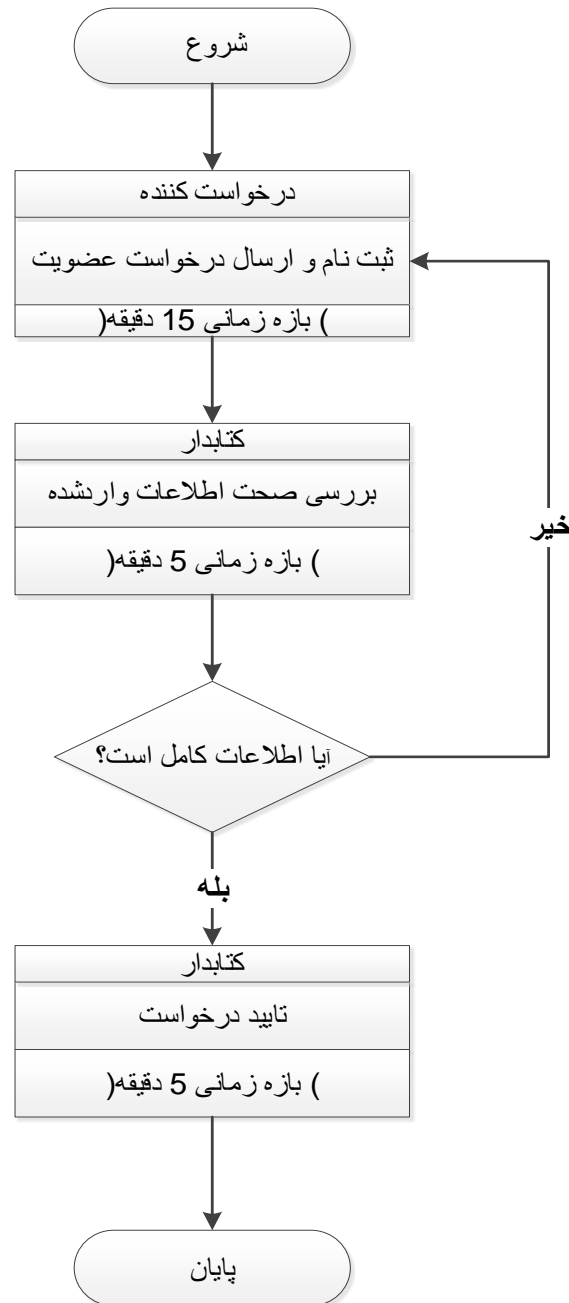 شروع
درخواست کننده
ثبت نام و ارسال درخواست عضویت
) بازه زمانی 15 دقیقه(
کتابدار
بررسی صحت اطلاعات واردشده
) بازه زمانی 5 دقیقه(
آیا اطلاعات کامل است؟
خیر
بله
کتابدار
تایید درخواست
) بازه زمانی 5 دقیقه(
پایان